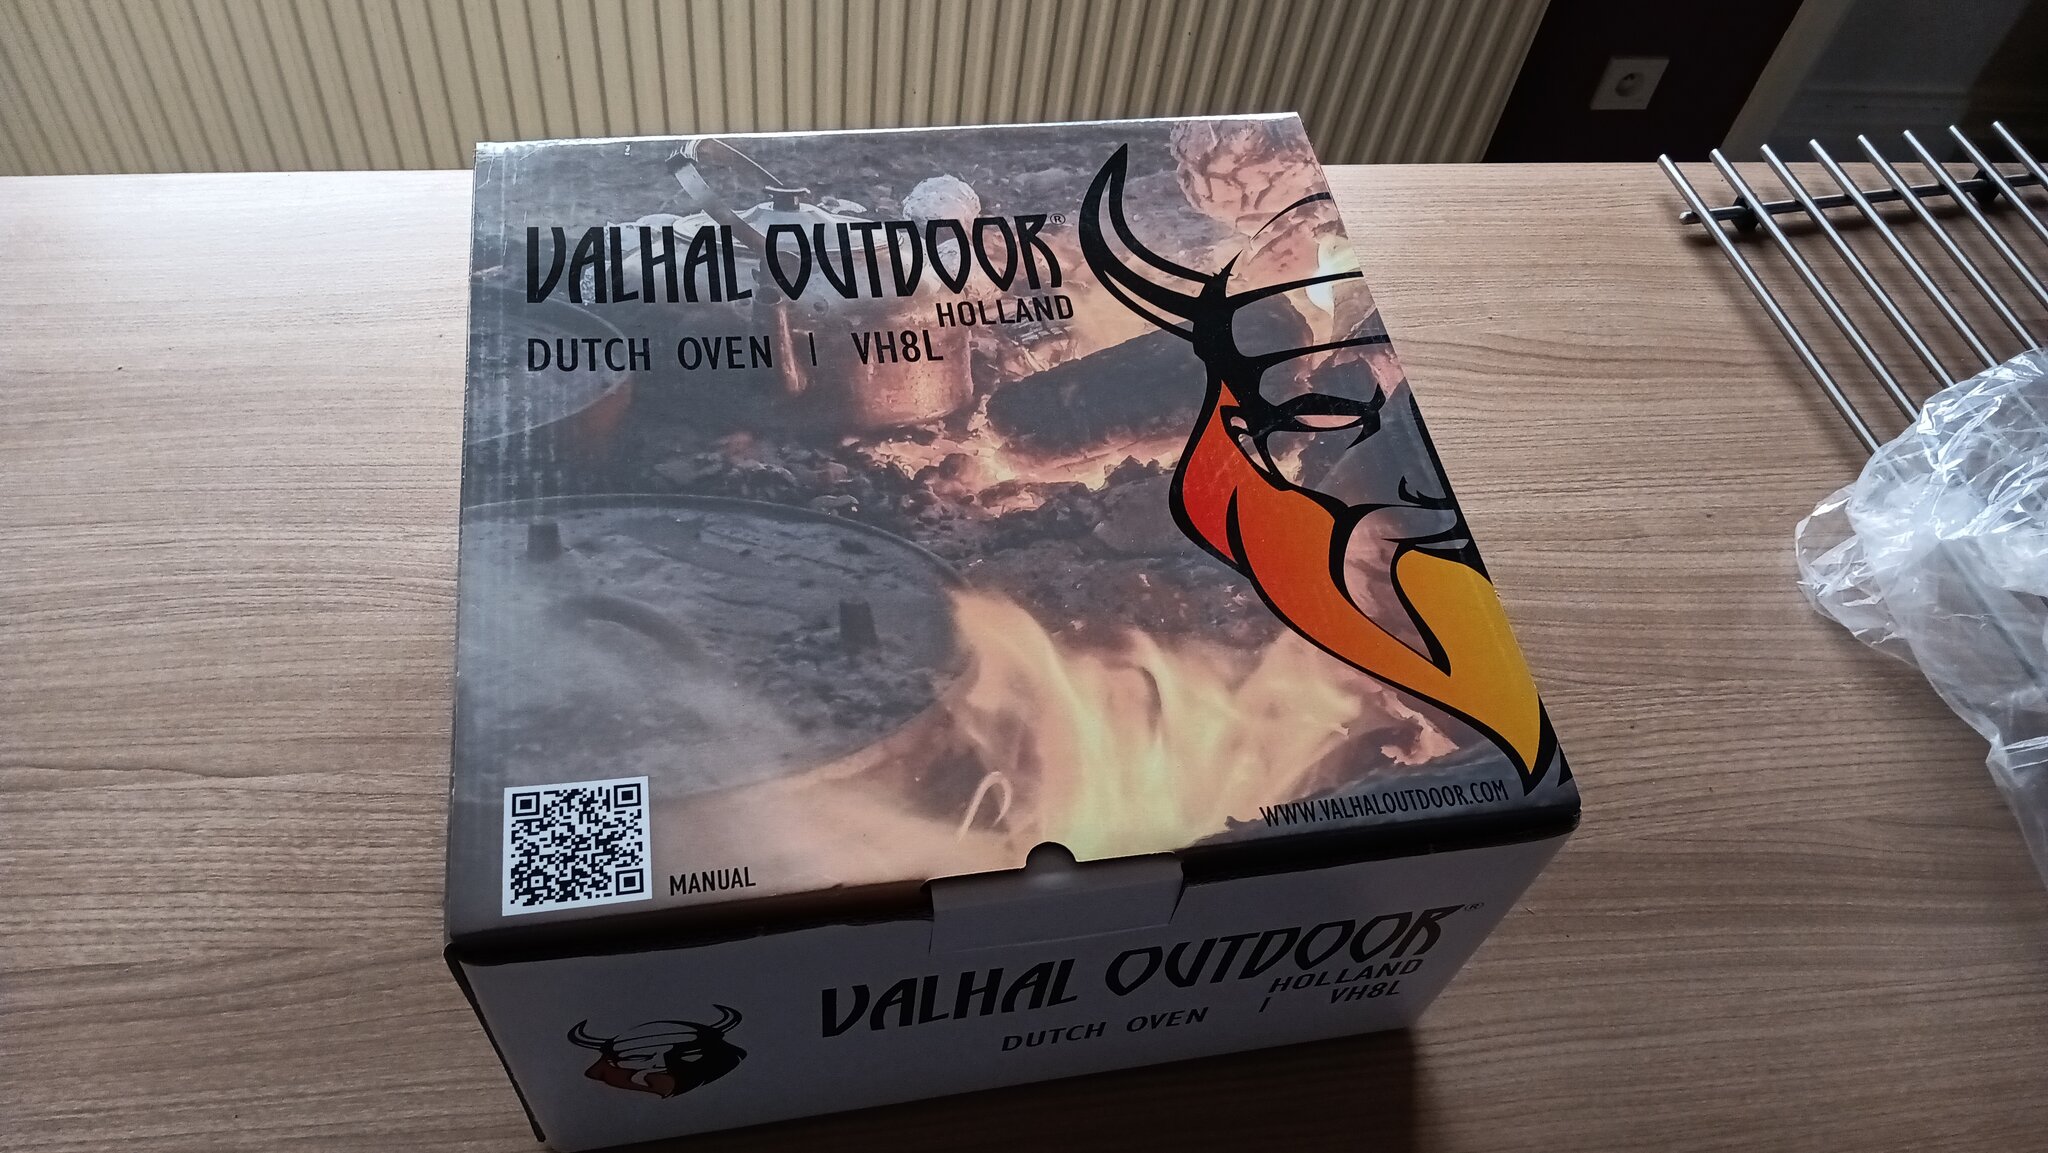 VALHAL OUTDOOR®
HOLLAND
DUTCH OVEN | VH8L
WWW.VALHALOUTDOOR.COM
MANUAL
VALHAL OUTDOOR®
HOLLAND
DUTCH OVEN | VH8L